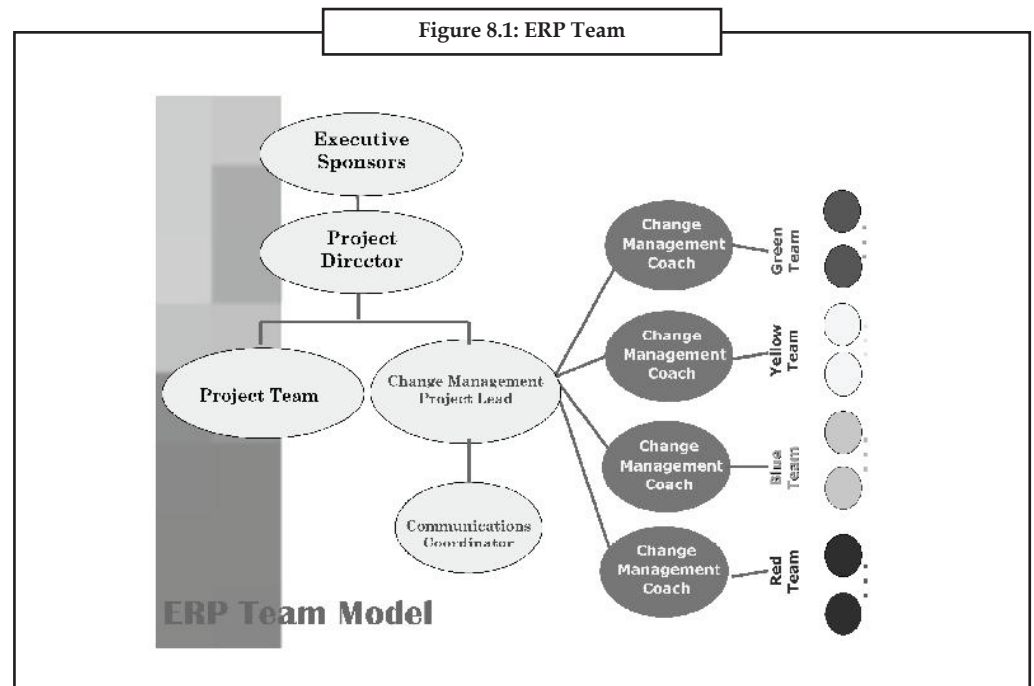 Figure 8.1: ERP Team
Executive
Sponsors
Project
Director
Project Team
Change Management
Project Lead
Communications
Coordinator
Change
Management
Coach
Green
Team
Change
Management
Coach
Yellow
Team
Change
Management
Coach
Blue
Team
Change
Management
Coach
Red
Team
ERP Team Model